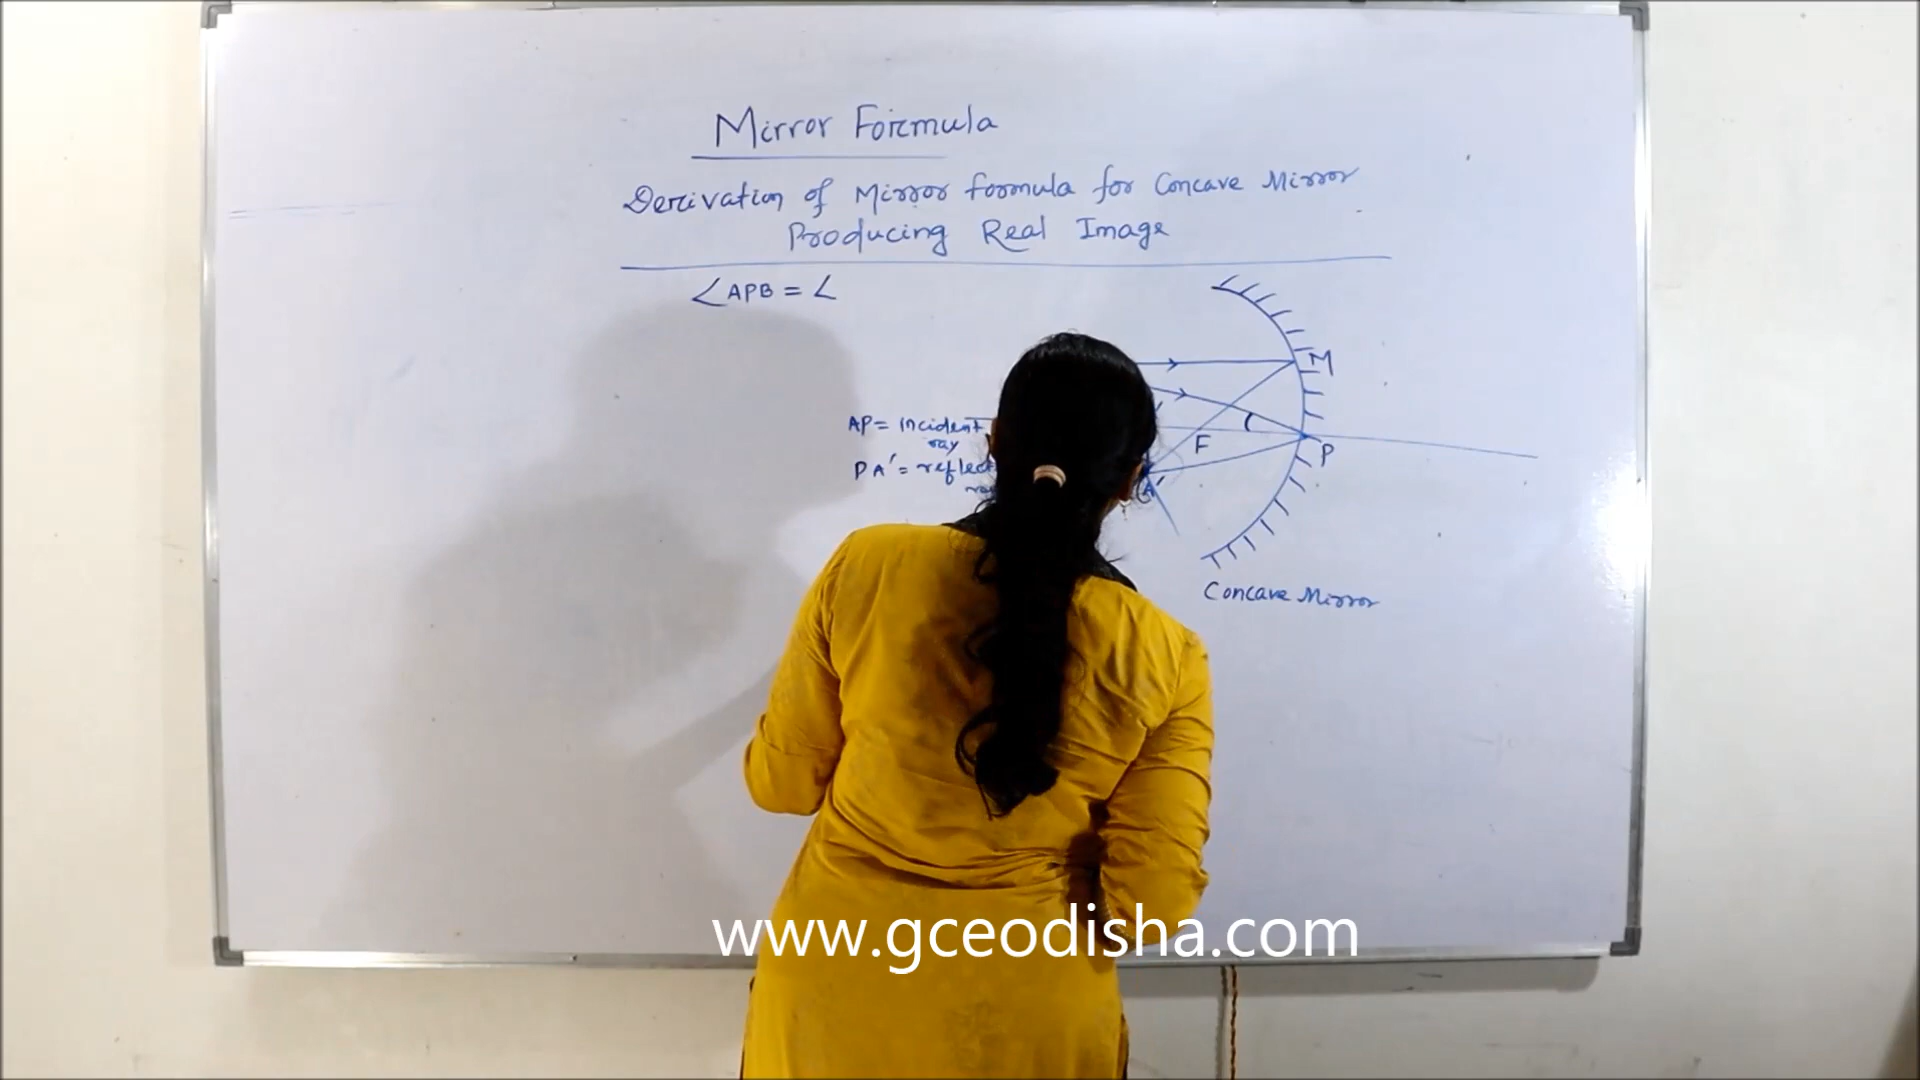 Mirror Formula
Derivation of Mirror formula for Concave Mirror
Producing Real Image
∠APB = ∠
M
AP = incident
ray
F
P
PA' = reflec
A'
Concave Mirror
www.gceodisha.com